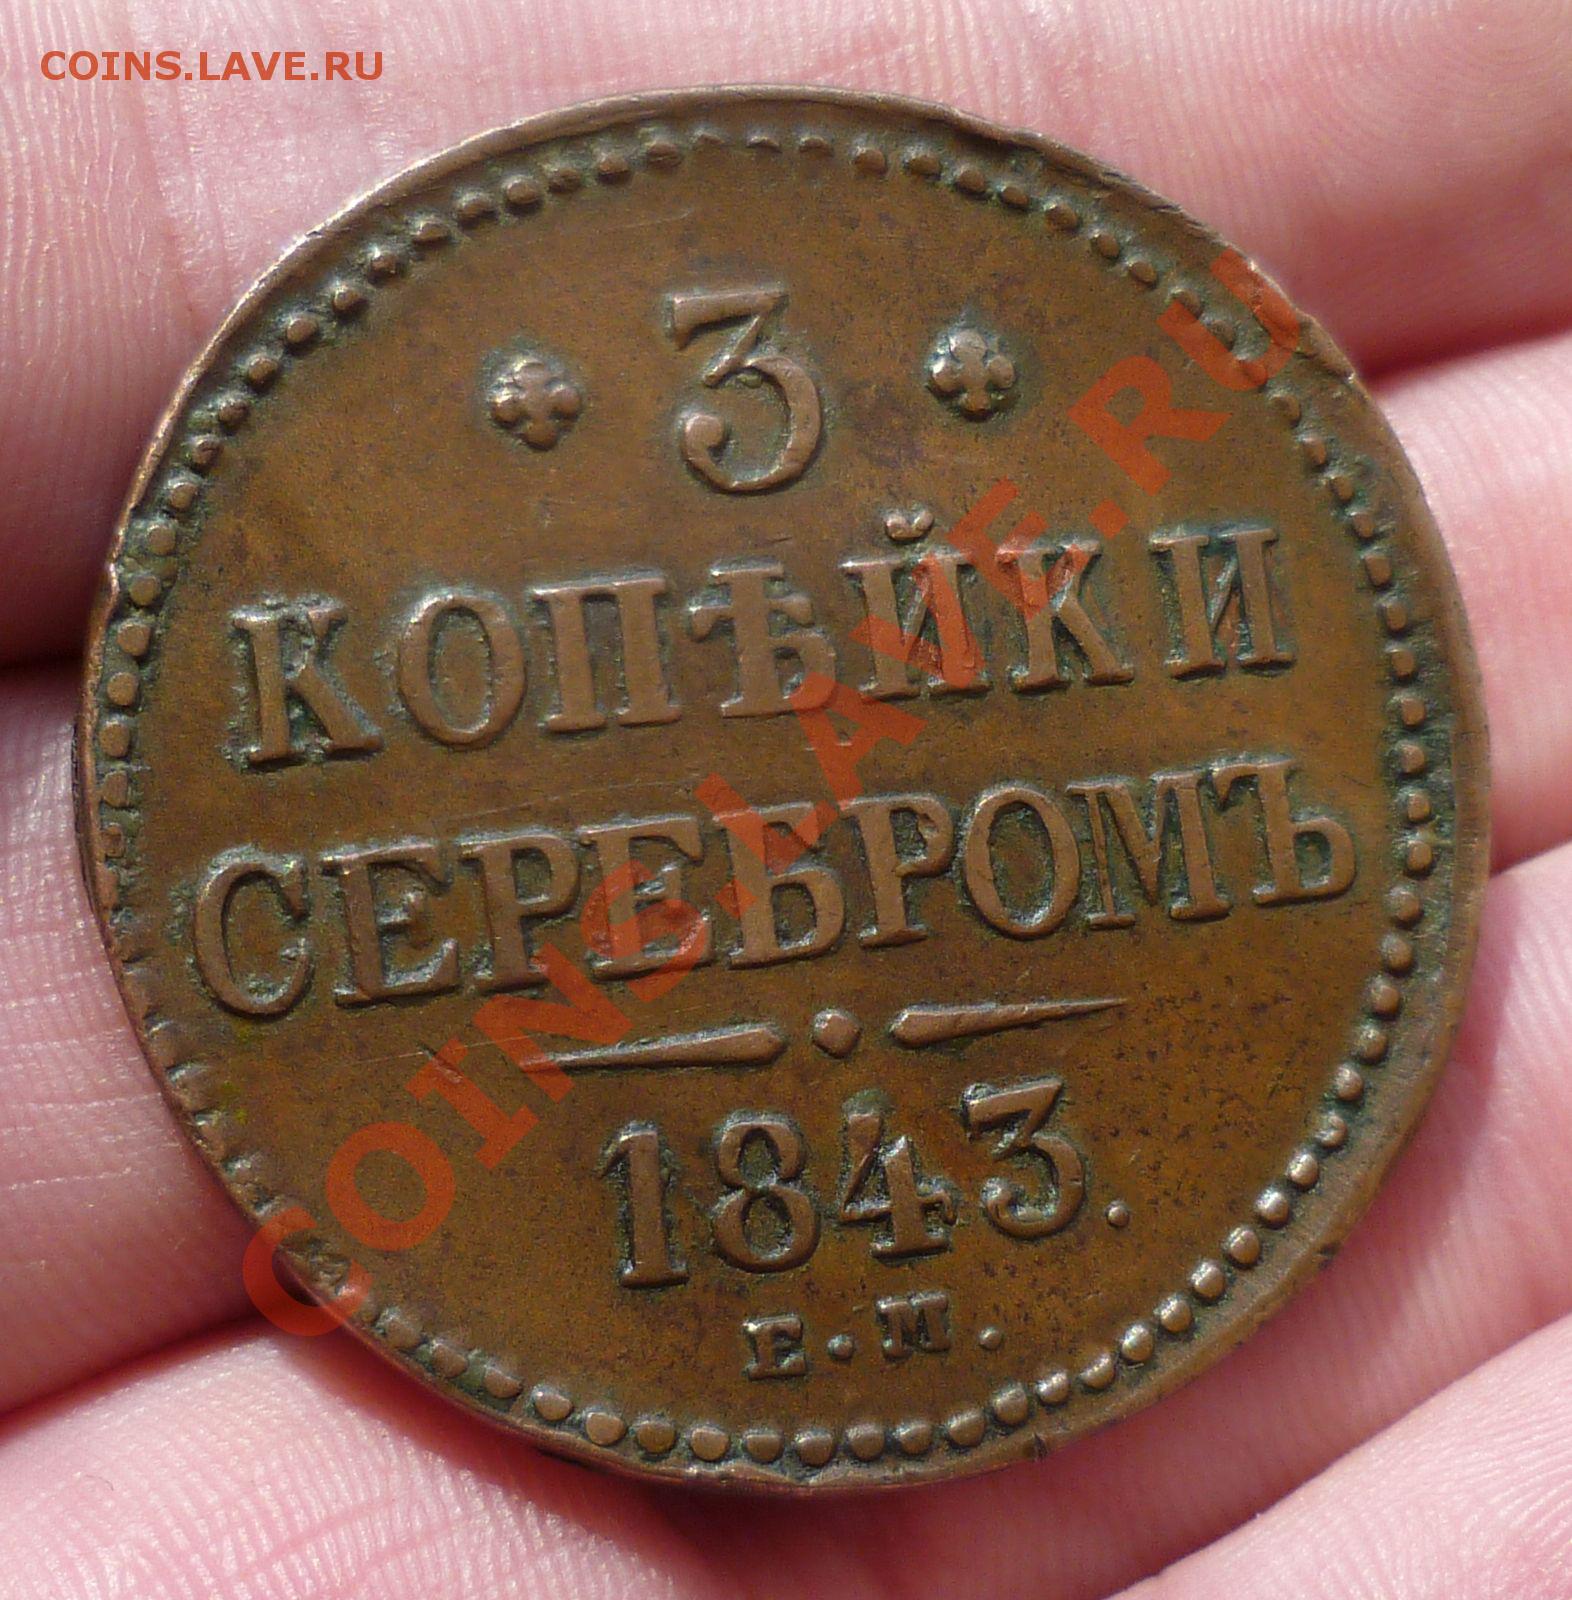 COINS.LAVE.RU
3
КОПѢЙКИ
СЕРЕБРОМЪ
1843.
Е.М.
COINS.LAVE.RU